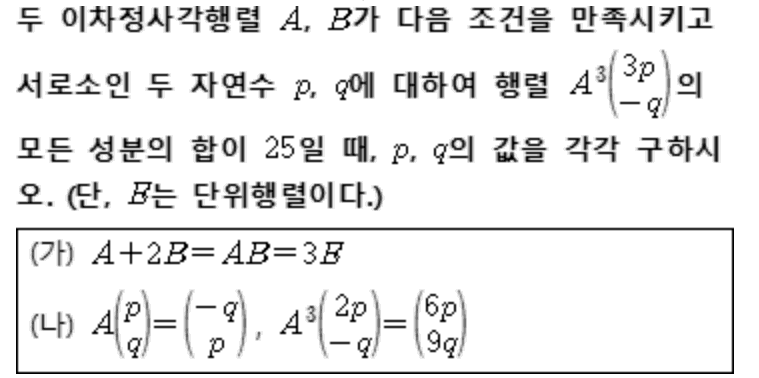 두 이차정사각행렬 A, B가 다음 조건을 만족시키고
서로소인 두 자연수 p, q에 대하여 행렬 A³(3p -q)의
모든 성분의 합이 25일 때, p, q의 값을 각각 구하시
오. (단, E는 단위행렬이다.)
(가) A+2B=AB=3E
(나) A(p q)=(-q p), A³(2p -q)=(6p 9q)